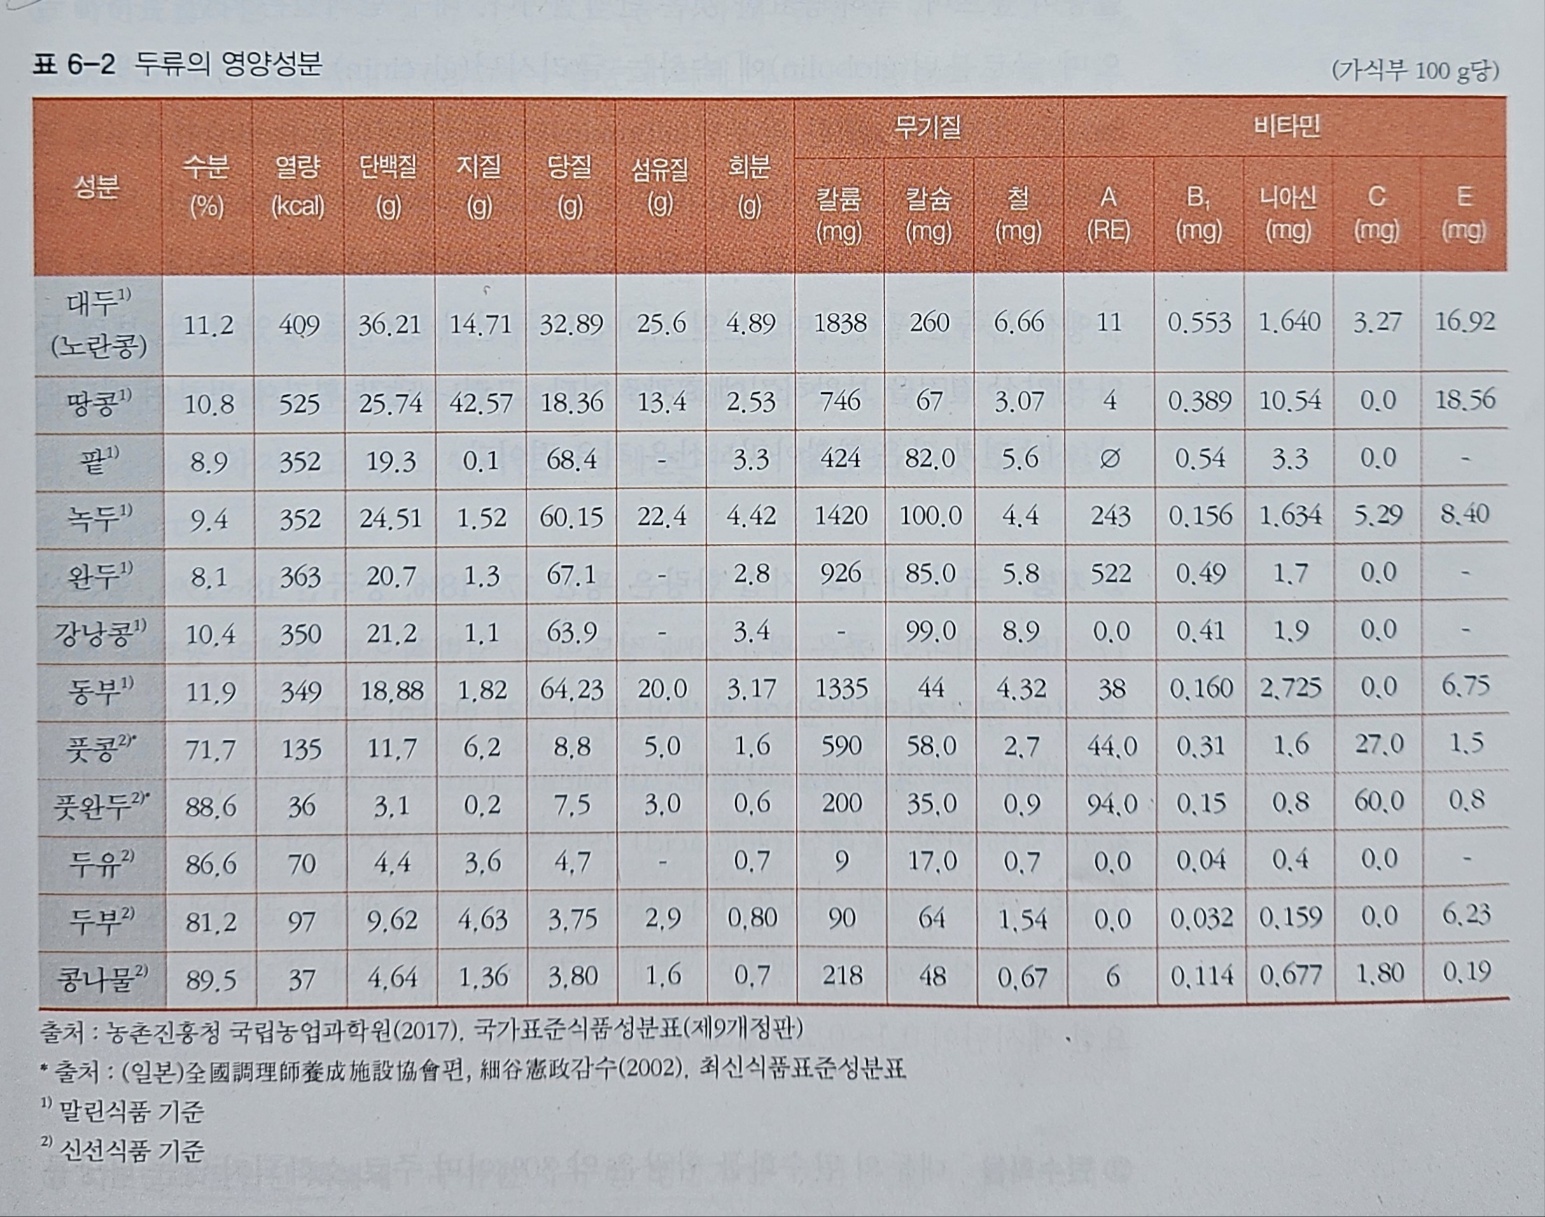 표 6-2 두류의 영양성분 (가식부 100 g당)
성분 수분 (%) 열량 (kcal) 단백질 (g) 지질 (g) 당질 (g) 섬유질 (g) 회분 (g) 무기질 비타민
칼륨 (mg) 칼슘 (mg) 철 (mg) A (RE) B₁ (mg) 니아신 (mg) C (mg) E (mg)
대두¹⁾ (노란콩) 11.2 409 36.21 14.71 32.89 25.6 4.89 1838 260 6.66 11 0.553 1.640 3.27 16.92
땅콩¹⁾ 10.8 525 25.74 42.57 18.36 13.4 2.53 746 67 3.07 4 0.389 10.54 0.0 18.56
팥¹⁾ 8.9 352 19.3 0.1 68.4 - 3.3 424 82.0 5.6 Ø 0.54 3.3 0.0 -
녹두¹⁾ 9.4 352 24.51 1.52 60.15 22.4 4.42 1420 100.0 4.4 243 0.156 1.634 5.29 8.40
완두¹⁾ 8.1 363 20.7 1.3 67.1 - 2.8 926 85.0 5.8 522 0.49 1.7 0.0 -
강낭콩¹⁾ 10.4 350 21.2 1.1 63.9 - 3.4 - 99.0 8.9 0.0 0.41 1.9 0.0 -
동부¹⁾ 11.9 349 18.88 1.82 64.23 20.0 3.17 1335 44 4.32 38 0.160 2.725 0.0 6.75
풋콩²⁾* 71.7 135 11.7 6.2 8.8 5.0 1.6 590 58.0 2.7 44.0 0.31 1.6 27.0 1.5
풋완두²⁾* 88.6 36 3.1 0.2 7.5 3.0 0.6 200 35.0 0.9 94.0 0.15 0.8 60.0 0.8
두유²⁾ 86.6 70 4.4 3.6 4.7 - 0.7 9 17.0 0.7 0.0 0.04 0.4 0.0 -
두부²⁾ 81.2 97 9.62 4.63 3.75 2.9 0.80 90 64 1.54 0.0 0.032 0.159 0.0 6.23
콩나물²⁾ 89.5 37 4.64 1.36 3.80 1.6 0.7 218 48 0.67 6 0.114 0.677 1.80 0.19
출처 : 농촌진흥청 국립농업과학원(2017). 국가표준식품성분표(제9개정판)
* 출처 : (일본)全國調理師養成施設協會편, 細谷憲政감수(2002). 최신식품표준성분표
¹⁾ 말린식품 기준
²⁾ 신선식품 기준